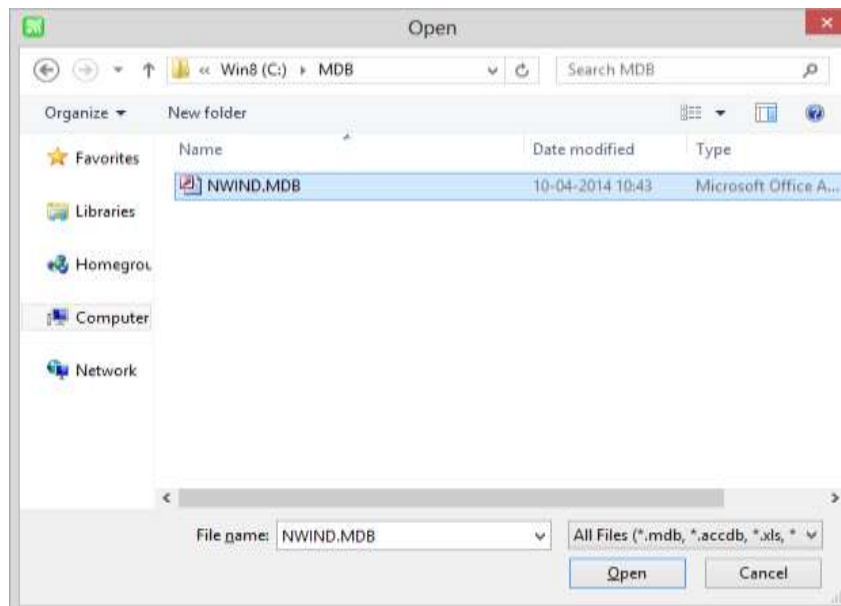 Open
« Win8 (C:) ▸ MDB
Search MDB
Organize
New folder
Name
Date modified
Type
Favorites
NWIND.MDB
10-04-2014 10:43
Microsoft Office A...
Libraries
Homegrou
Computer
Network
File name: NWIND.MDB
All Files (*.mdb, *.accdb, *.xls, *
Open
Cancel